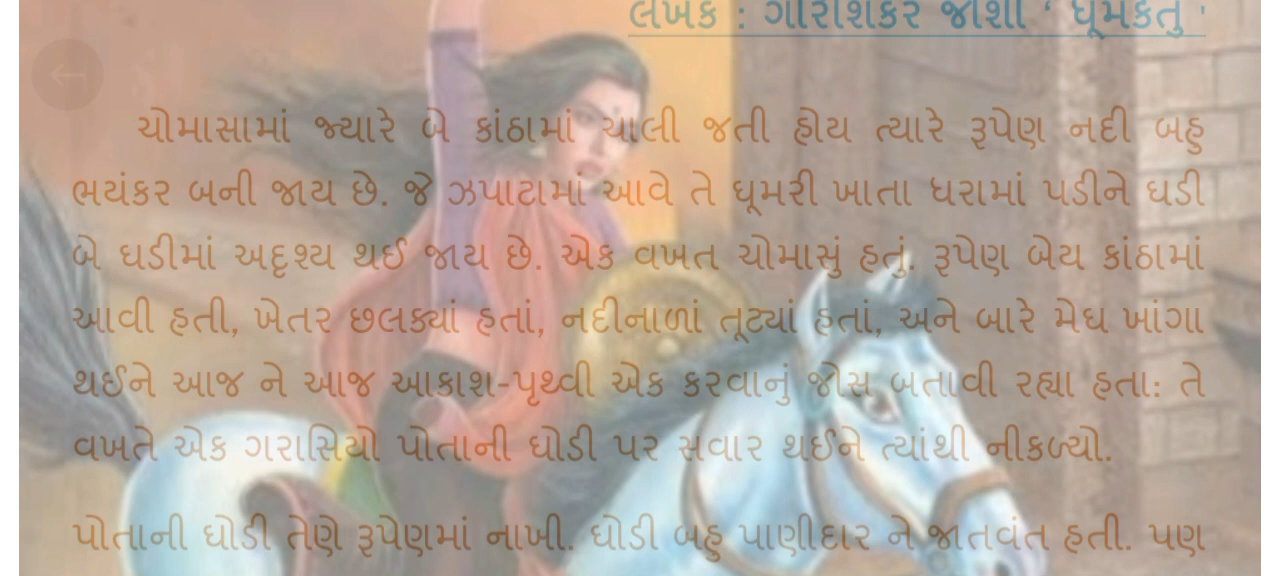 લેખક : ગૌરીશંકર જોશી ‘ ધૂમકેતુ '
ચોમાસામાં જ્યારે બે કાંઠામાં ચાલી જતી હોય ત્યારે રૂપેણ નદી બહુ
ભયંકર બની જાય છે. જે ઝપાટામાં આવે તે ઘૂમરી ખાતા ધરામાં પડીને ઘડી
બે ઘડીમાં અદૃશ્ય થઈ જાય છે. એક વખત ચોમાસું હતું. રૂપેણ બેય કાંઠામાં
આવી હતી, ખેતર છલક્યાં હતાં, નદીનાળાં તૂટ્યાં હતાં, અને બારે મેઘ ખાંગા
થઈને આજ ને આજ આકાશ-પૃથ્વી એક કરવાનું જોસ બતાવી રહ્યા હતા: તે
વખતે એક ગરાસિયો પોતાની ઘોડી પર સવાર થઈને ત્યાંથી નીકળ્યો.
પોતાની ઘોડી તેણે રૂપેણમાં નાખી. ઘોડી બહુ પાણીદાર ને જાતવંત હતી. પણ